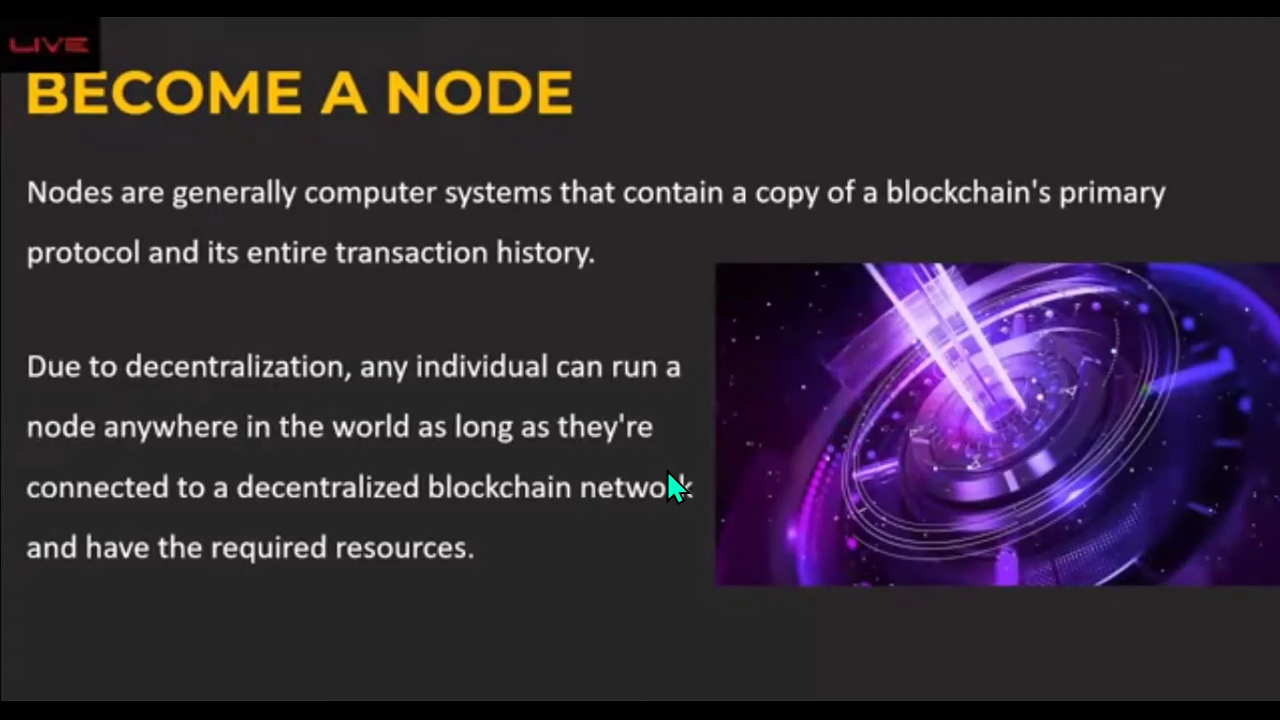 LIVE
BECOME A NODE
Nodes are generally computer systems that contain a copy of a blockchain's primary
protocol and its entire transaction history.
Due to decentralization, any individual can run a
node anywhere in the world as long as they're
connected to a decentralized blockchain network
and have the required resources.